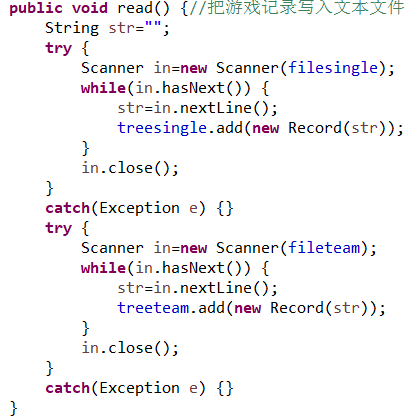 public void read() {//把游戏记录写入文本文件
    String str="";
    try {
        Scanner in=new Scanner(filesingle);
        while(in.hasNext()) {
            str=in.nextLine();
            treesingle.add(new Record(str));
        }
        in.close();
    }
    catch(Exception e) {}
    try {
        Scanner in=new Scanner(fileteam);
        while(in.hasNext()) {
            str=in.nextLine();
            treeteam.add(new Record(str));
        }
        in.close();
    }
    catch(Exception e) {}
}